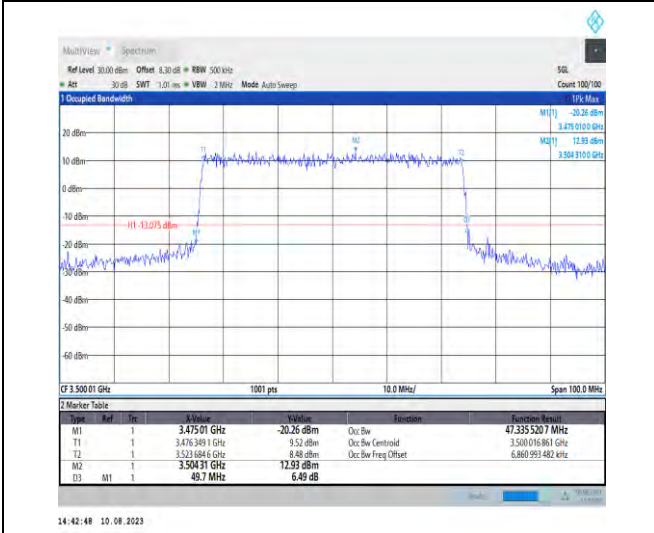 MultiView Spectrum
Ref Level 30.00 dBm Offset 8.30 dB RBW 500 kHz SGL
Att 30 dB SWT 1.01 ms VBW 2 MHz Mode Auto Sweep Count 100/100
1 Occupied Bandwidth 1Pk Max
M1[1] -20.26 dBm
3.475 010 0 GHz
M2[1] 12.93 dBm
3.504 310 0 GHz
20 dBm
T1 M2 T2
10 dBm
0 dBm
-10 dBm
H1 -13.075 dBm
M1 D3
-20 dBm
-30 dBm
-40 dBm
-50 dBm
-60 dBm
CF 3.500 01 GHz 1001 pts 10.0 MHz/ Span 100.0 MHz
2 Marker Table
Type Ref Trc X-Value Y-Value Function Function Result
M1 1 3.475 01 GHz -20.26 dBm Occ Bw 47.335 520 7 MHz
T1 1 3.476 349 1 GHz 9.52 dBm Occ Bw Centroid 3.500 016 861 GHz
T2 1 3.523 684 6 GHz 8.48 dBm Occ Bw Freq Offset 6.860 993 482 kHz
M2 1 3.504 31 GHz 12.93 dBm
D3 M1 1 49.7 MHz 6.49 dB
14:42:48 10.08.2023